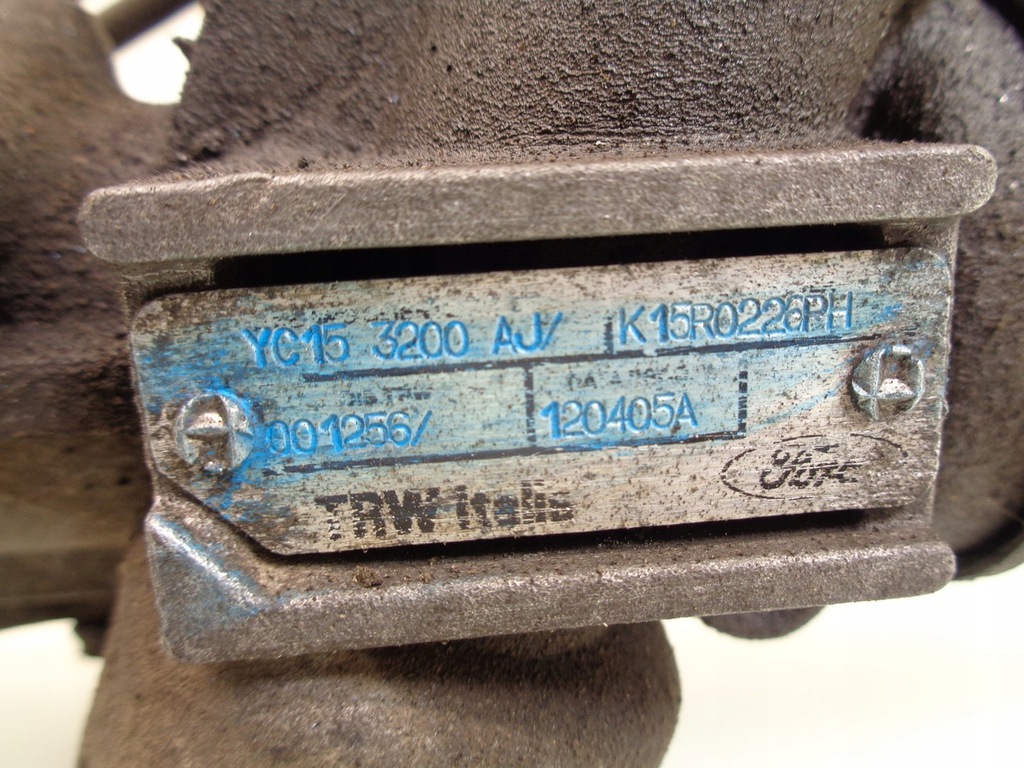 YC15 3200 AJ/ K15R0226PH
001256/ 120405A
TRW Italia
Ford